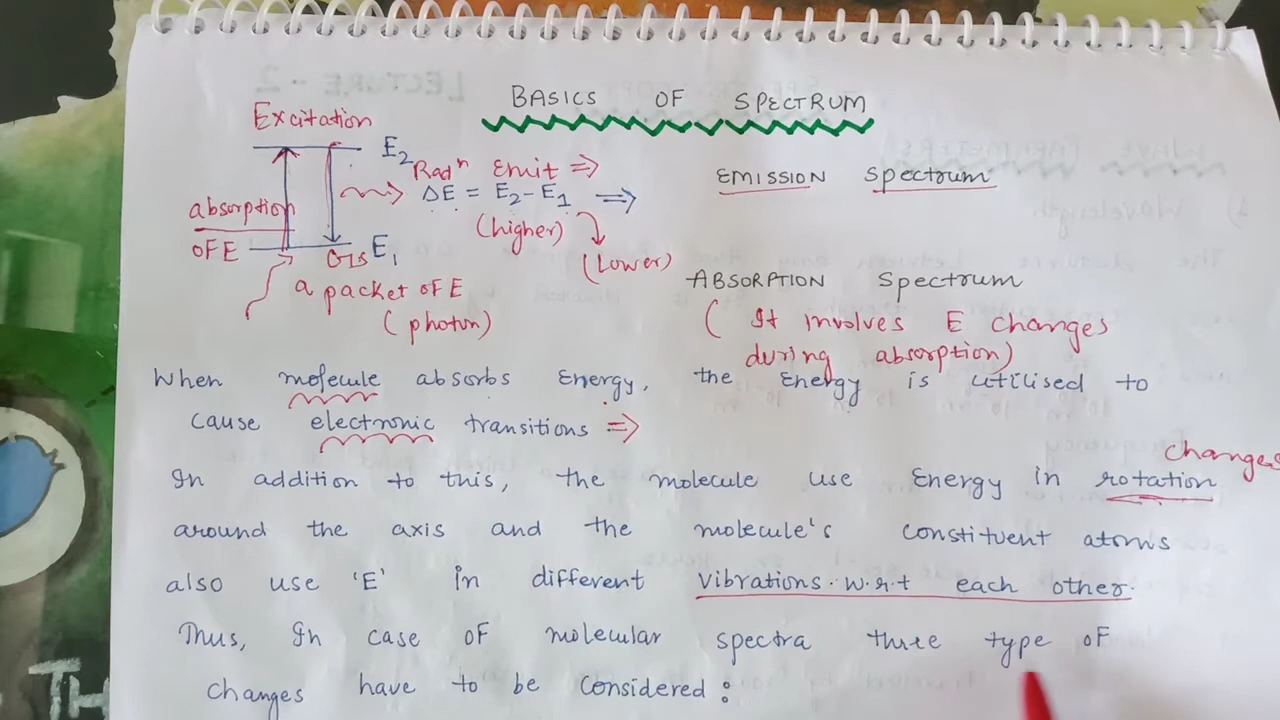 BASICS OF SPECTRUM
Excitation
E2
Radn Emit ⇒
ΔE = E2 - E1 ⇒
EMISSION Spectrum
absorption
OF E
(higher)
(Lower)
G1s E1
a packet OF E
(photon)
ABSORPTION Spectrum
( It involves E changes
during absorption)
When molecule absorbs Energy, the Energy is utilised to
cause electronic transitions ⇒
changes
In addition to this, the molecule use Energy in rotation
around the axis and the molecule's constituent atoms
also use 'E' in different vibrations w.r.t each other.
Thus, In case OF molecular spectra three type OF
changes have to be considered :
LECTURE - 2